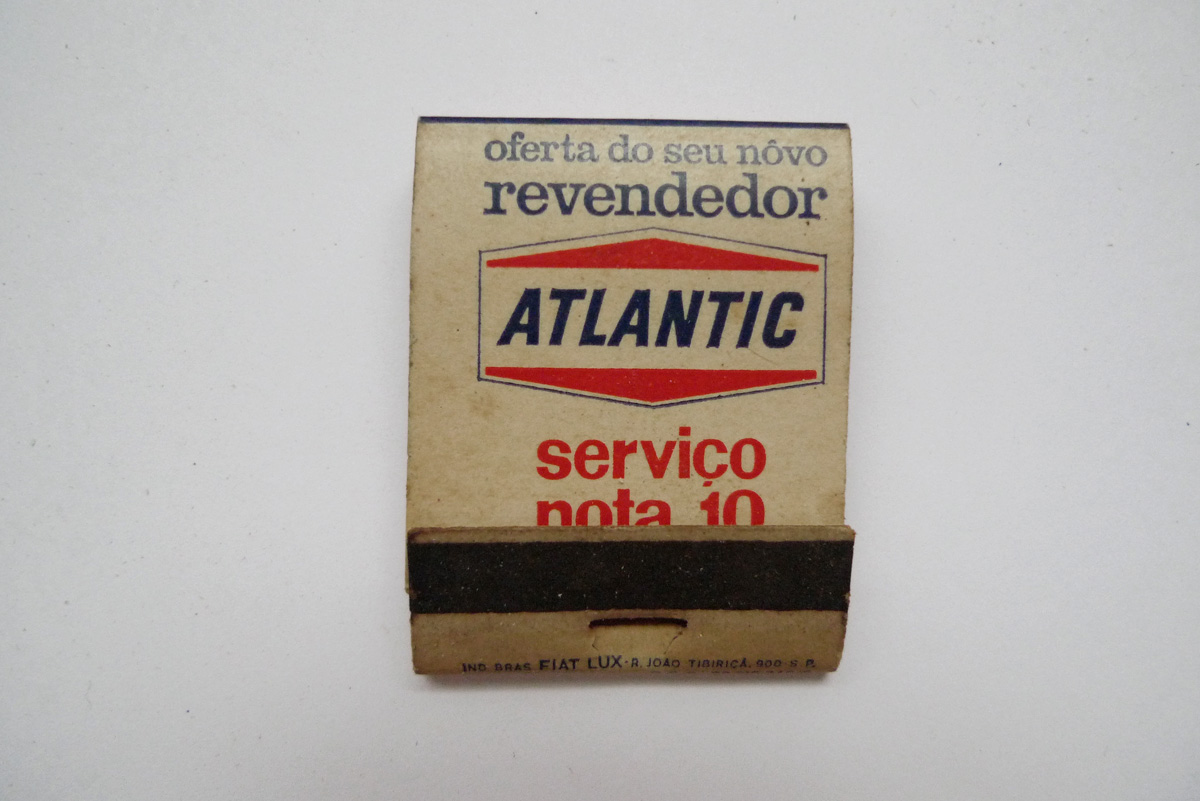 oferta do seu nôvo
revendedor
ATLANTIC
serviço
nota 10
IND. BRAS. FIAT LUX - R. JOÃO TIBIRIÇÁ, 900 S. P.